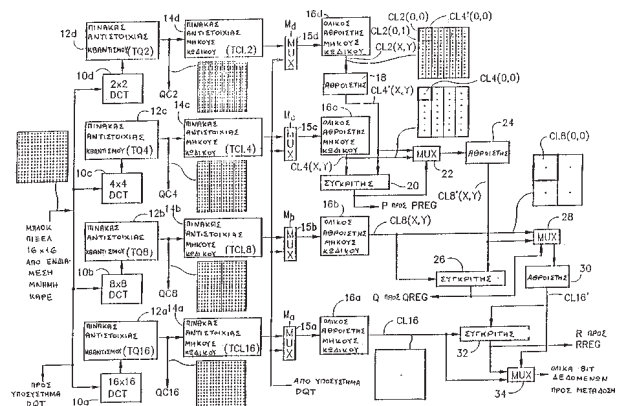 12d
ΠΙΝΑΚΑΣ
ΑΝΤΙΣΤΟΙΧΙΑΣ
ΚΒΑΝΤΙΣΜΟΥ (TQ2)
14d
ΠΙΝΑΚΑΣ
ΑΝΤΙΣΤΟΙΧΙΑΣ
ΜΗΚΟΥΣ
ΚΩΔΙΚΟΥ (TCL2)
Md
MUX
15d
16d
ΟΛΙΚΟΣ
ΑΘΡΟΙΣΤΗΣ
ΜΗΚΟΥΣ
ΚΩΔΙΚΟΥ
CL2(0,0)
CL2(0,1)
CL2(X,Y)
CL4'(0,0)
10d
2x2
DCT
QC2
18
ΑΘΡΟΙΣΤΗΣ
CL4'(X,Y)
CL4(0,0)
12c
ΠΙΝΑΚΑΣ
ΑΝΤΙΣΤΟΙΧΙΑΣ
ΚΒΑΝΤΙΣΜΟΥ (TQ4)
14c
ΠΙΝΑΚΑΣ
ΑΝΤΙΣΤΟΙΧΙΑΣ
ΜΗΚΟΥΣ
ΚΩΔΙΚΟΥ (TCL4)
Mc
MUX
15c
16c
ΟΛΙΚΟΣ
ΑΘΡΟΙΣΤΗΣ
ΜΗΚΟΥΣ
ΚΩΔΙΚΟΥ
CL4(X,Y)
MUX
22
24
ΑΘΡΟΙΣΤΗΣ
10c
4x4
DCT
QC4
ΣΥΓΚΡΙΤΗΣ
20
P ΠΡΟΣ PREG
CL8'(X,Y)
CL8(0,0)
ΜΠΛΟΚ
ΠΙΞΕΛ
16x16
ΑΠΟ ΕΝΔΙΑ-
ΜΕΣΗ
ΜΝΗΜΗ
ΚΑΡΕ
12b
ΠΙΝΑΚΑΣ
ΑΝΤΙΣΤΟΙΧΙΑΣ
ΚΒΑΝΤΙΣΜΟΥ (TQ8)
14b
ΠΙΝΑΚΑΣ
ΑΝΤΙΣΤΟΙΧΙΑΣ
ΜΗΚΟΥΣ
ΚΩΔΙΚΟΥ (TCL8)
Mb
MUX
15b
16b
ΟΛΙΚΟΣ
ΑΘΡΟΙΣΤΗΣ
ΜΗΚΟΥΣ
ΚΩΔΙΚΟΥ
CL8(X,Y)
28
MUX
10b
8x8
DCT
QC8
26
ΣΥΓΚΡΙΤΗΣ
Q ΠΡΟΣ QREG
ΑΘΡΟΙΣΤΗΣ
30
CL16'
12a
ΠΙΝΑΚΑΣ
ΑΝΤΙΣΤΟΙΧΙΑΣ
ΚΒΑΝΤΙΣΜΟΥ (TQ16)
14a
ΠΙΝΑΚΑΣ
ΑΝΤΙΣΤΟΙΧΙΑΣ
ΜΗΚΟΥΣ
ΚΩΔΙΚΟΥ (TCL16)
Ma
MUX
15a
16a
ΟΛΙΚΟΣ
ΑΘΡΟΙΣΤΗΣ
ΜΗΚΟΥΣ
ΚΩΔΙΚΟΥ
CL16
ΣΥΓΚΡΙΤΗΣ
32
R ΠΡΟΣ
RREG
MUX
34
ΟΛΙΚΑ BIT
ΔΕΔΟΜΕΝΩΝ
ΠΡΟΣ ΜΕΤΑΔΟΣΗ
ΠΡΟΣ
ΥΠΟΣΥΣΤΗΜΑ
DQT
10a
16x16
DCT
QC16
ΑΠΟ ΥΠΟΣΥΣΤΗΜΑ
DQT